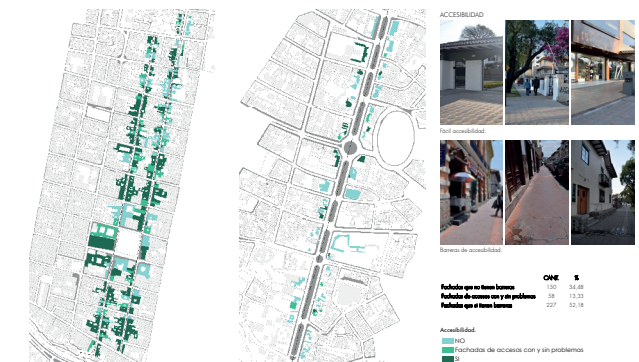 ACCESIBILIDAD
Fácil accesibilidad.
Barreras de accesibilidad.
CANT. %
Fachadas que no tienen barreras 150 34,48
Fachadas de accesos con y sin problemas 58 13,33
Fachadas que si tienen barreras 227 52,18
Accesibilidad.
NO
Fachadas de accesos con y sin problemas
SI